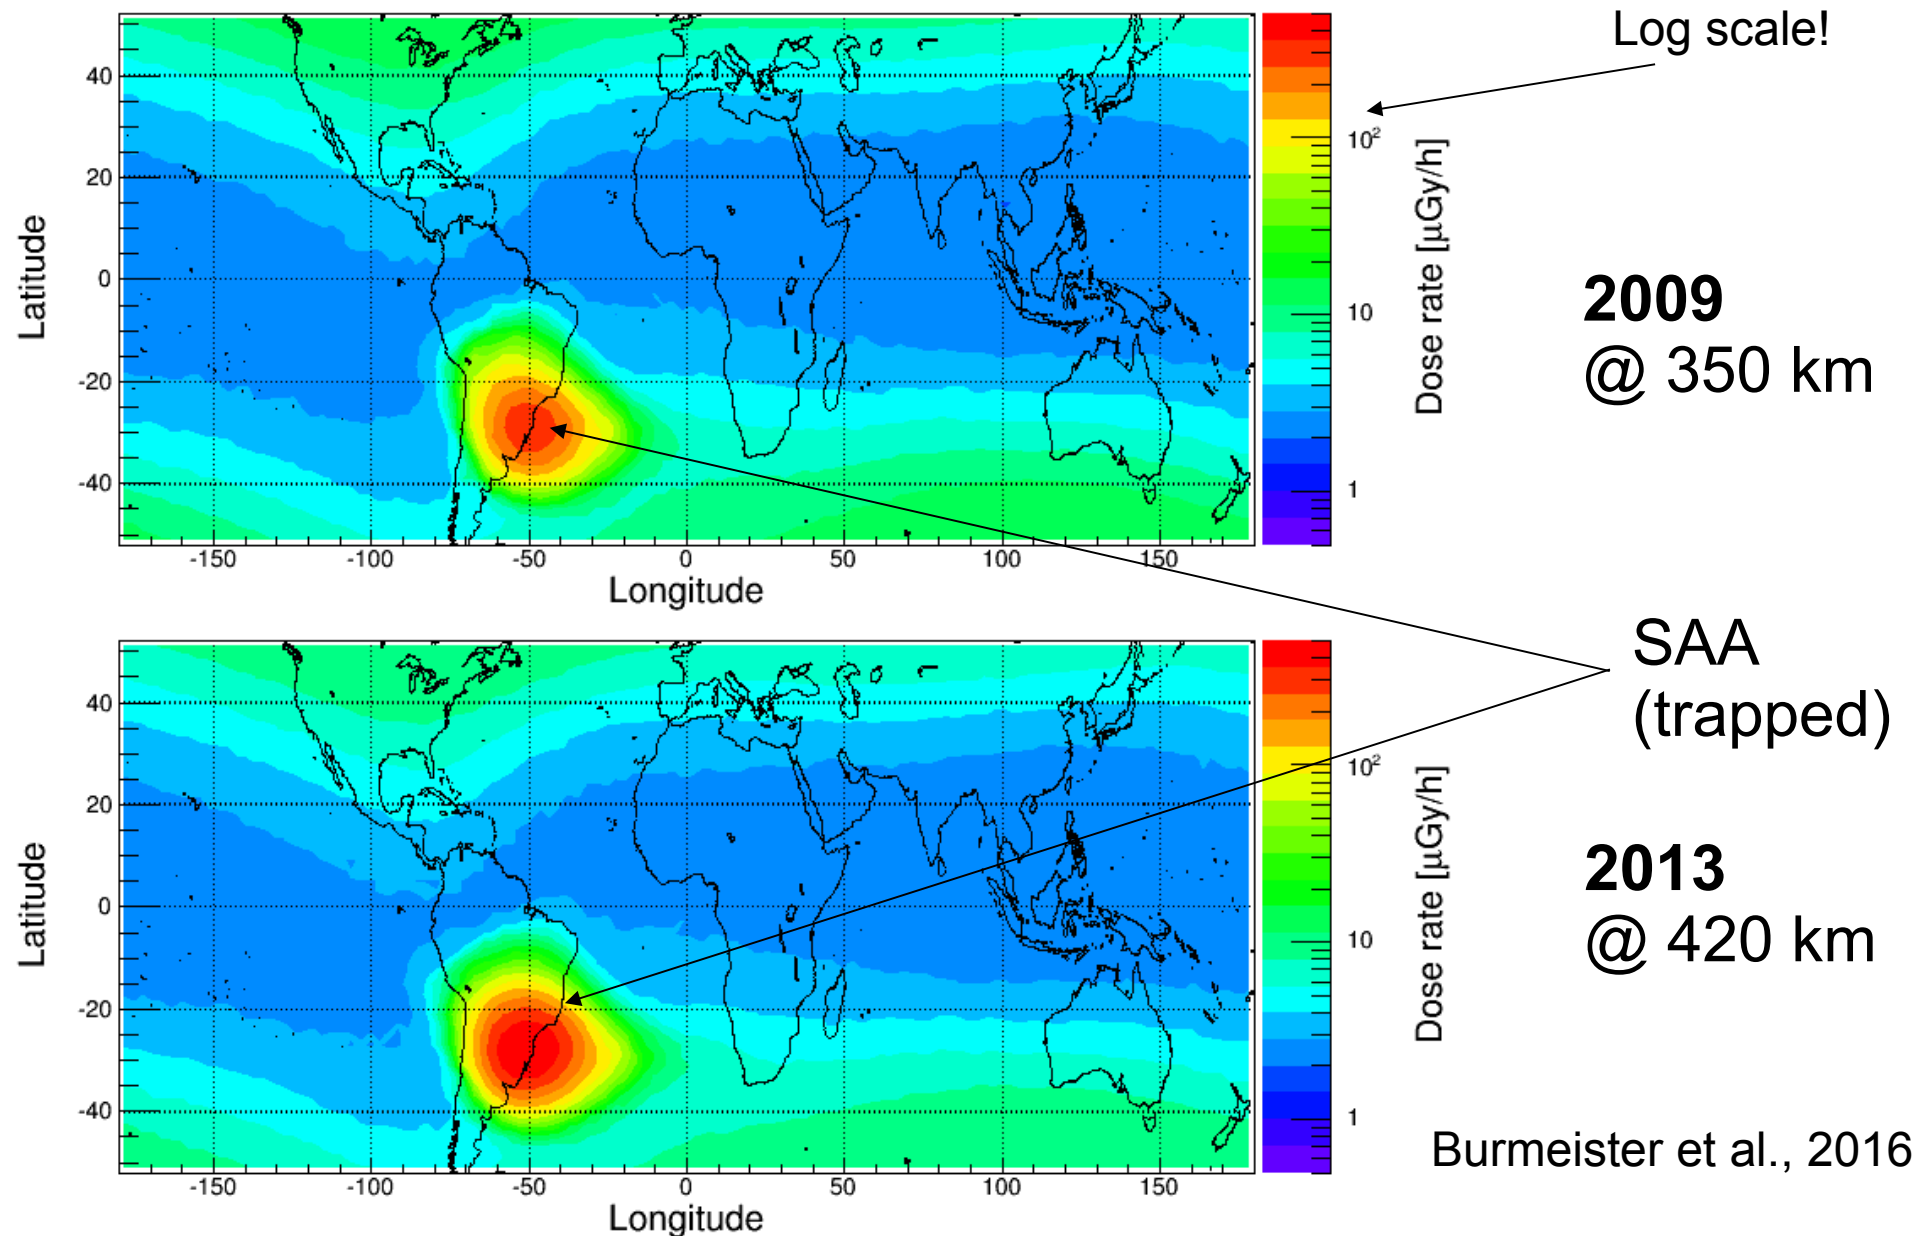 Log scale!
40
20
0
-20
-40
Latitude
-150
-100
-50
0
50
100
150
Longitude
10²
10
1
Dose rate [µGy/h]
2009
@ 350 km
SAA
(trapped)
40
20
0
-20
-40
Latitude
-150
-100
-50
0
50
100
150
Longitude
10²
10
1
Dose rate [µGy/h]
2013
@ 420 km
Burmeister et al., 2016